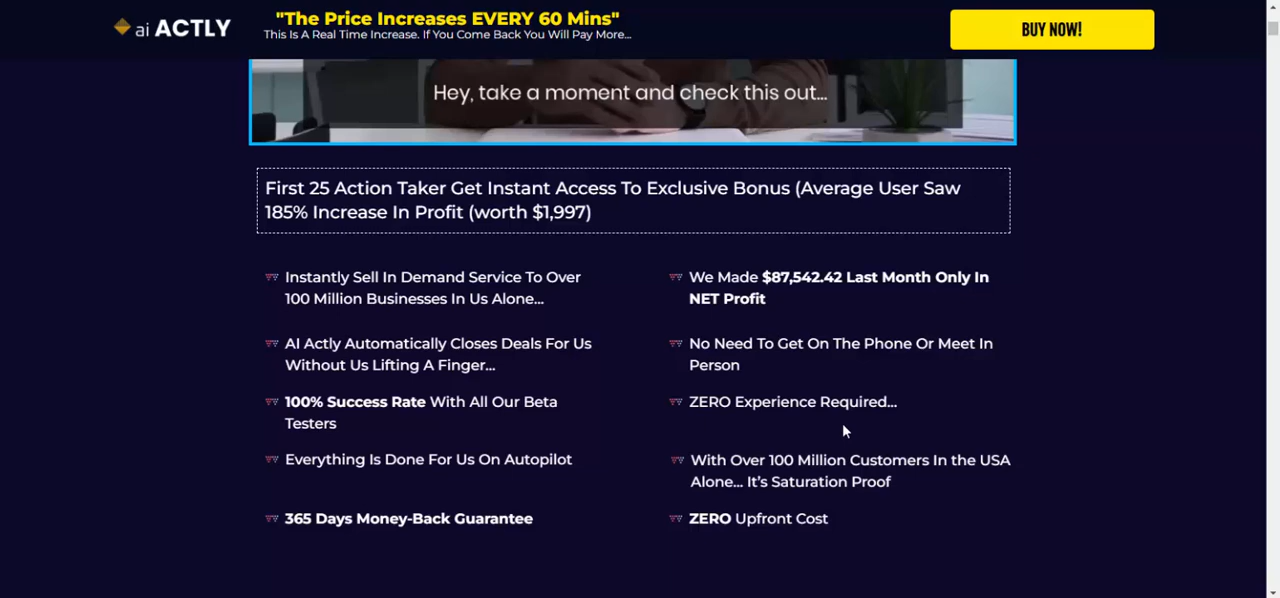 ai ACTLY
"The Price Increases EVERY 60 Mins"
This Is A Real Time Increase. If You Come Back You Will Pay More...
BUY NOW!
Hey, take a moment and check this out...
First 25 Action Taker Get Instant Access To Exclusive Bonus (Average User Saw
185% Increase In Profit (worth $1,997)
Instantly Sell In Demand Service To Over
100 Million Businesses In Us Alone...
We Made $87,542.42 Last Month Only In
NET Profit
AI Actly Automatically Closes Deals For Us
Without Us Lifting A Finger...
No Need To Get On The Phone Or Meet In
Person
100% Success Rate With All Our Beta
Testers
ZERO Experience Required...
Everything Is Done For Us On Autopilot
With Over 100 Million Customers In the USA
Alone... It's Saturation Proof
365 Days Money-Back Guarantee
ZERO Upfront Cost